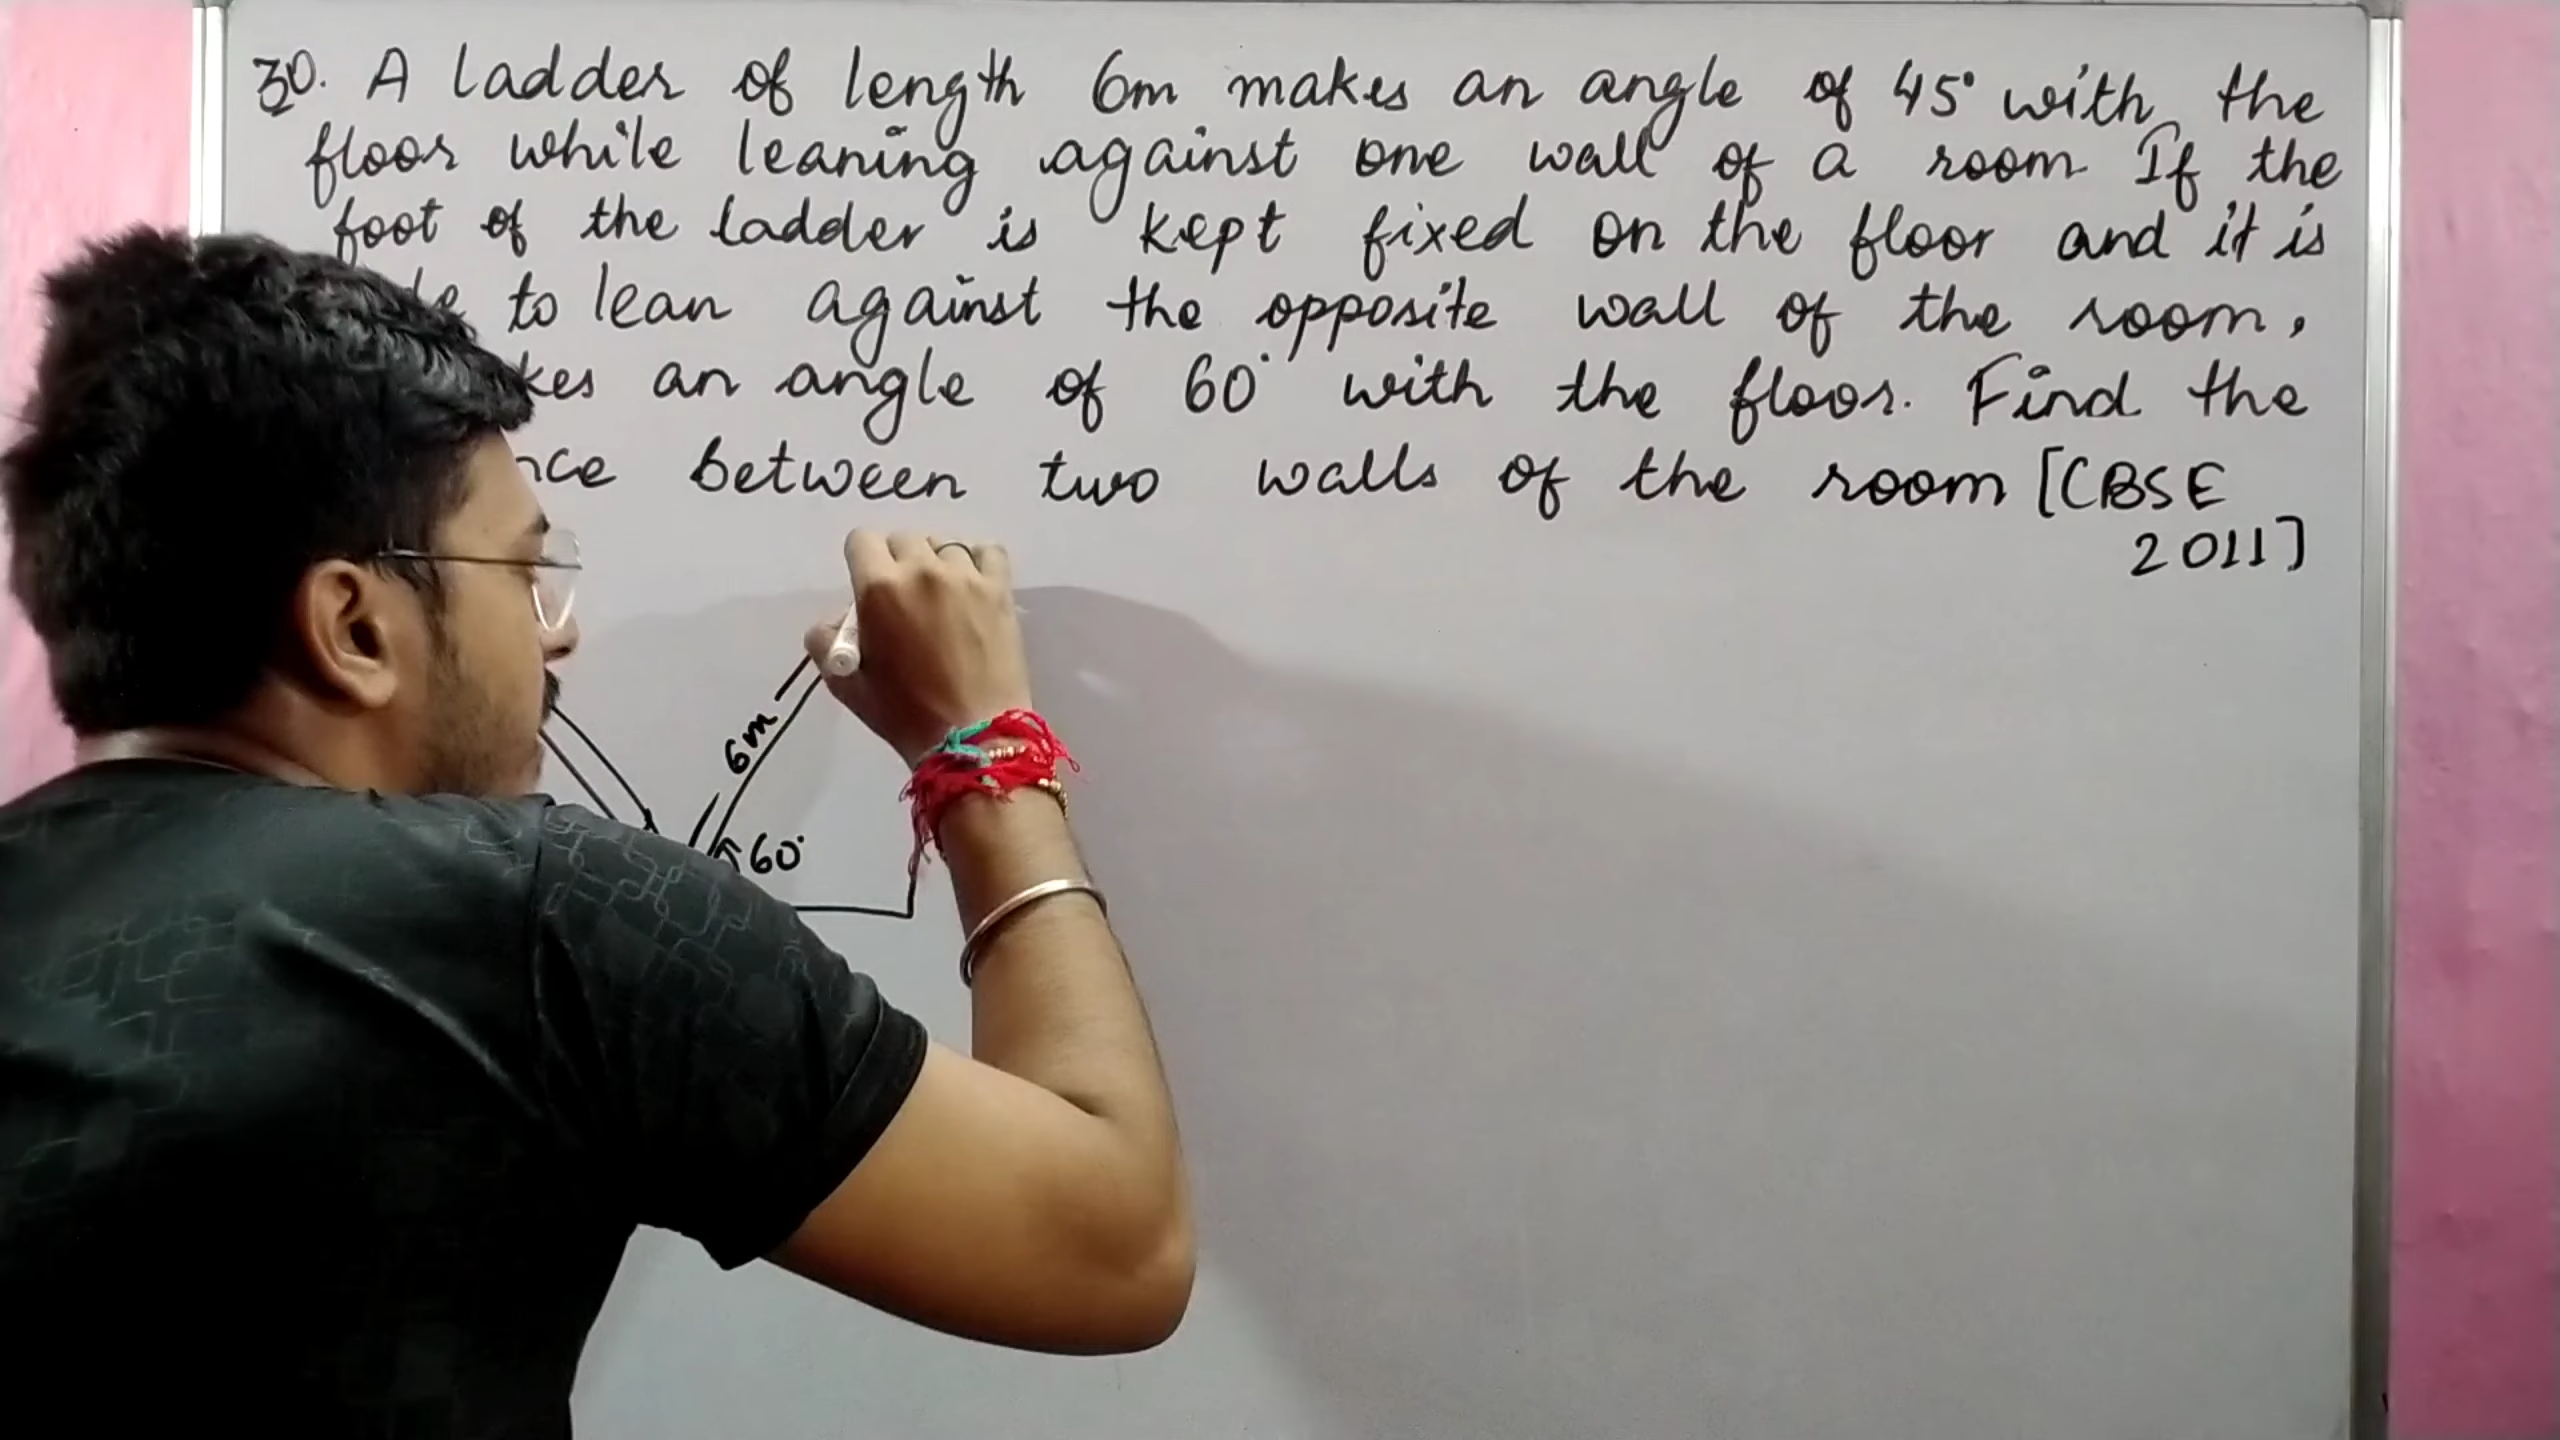 30. A ladder of length 6m makes an angle of 45° with the
floor while leaning against one wall of a room If the
foot of the ladder is kept fixed on the floor and it is
to lean against the opposite wall of the room,
an angle of 60° with the floor. Find the
between two walls of the room [CBSE
2011]
6m
60°